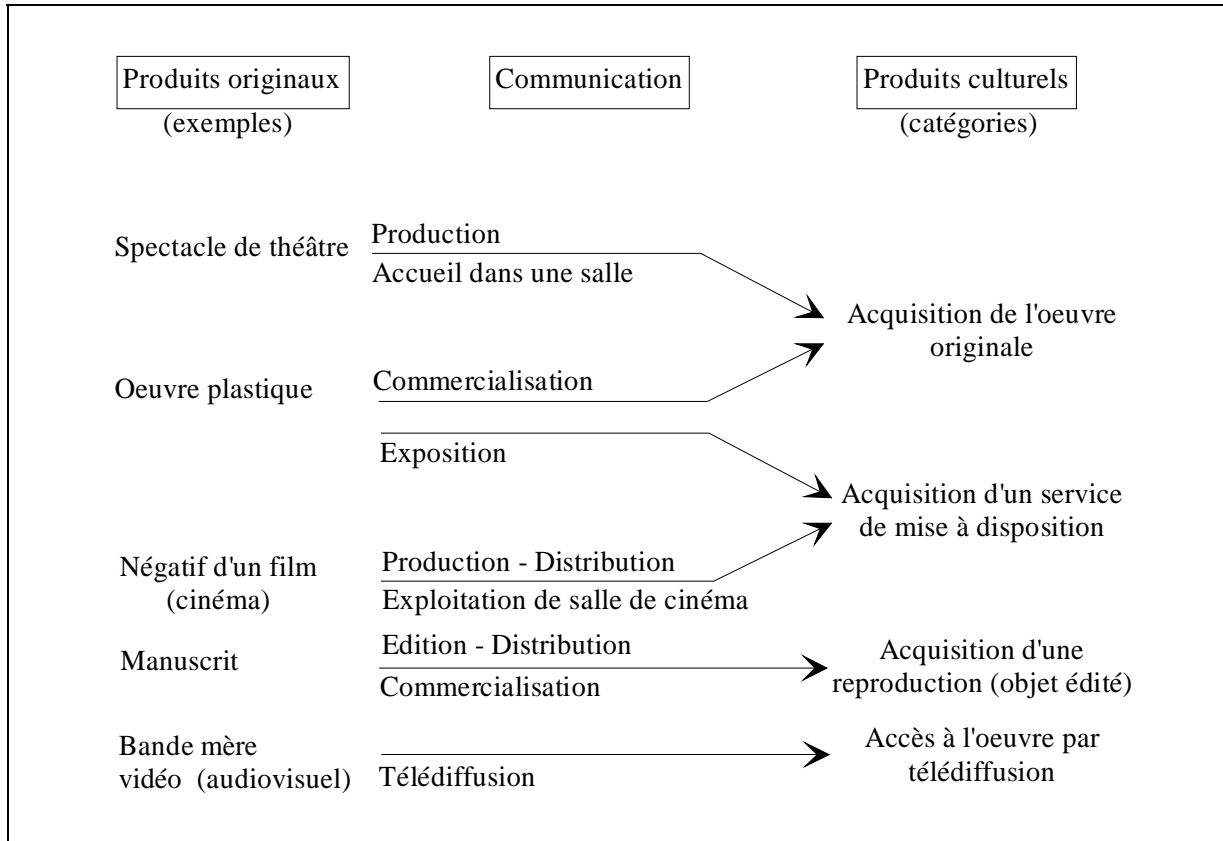 Produits originaux
(exemples)
Communication
Produits culturels
(catégories)
Spectacle de théâtre
Production
Accueil dans une salle
Acquisition de l'oeuvre
originale
Oeuvre plastique
Commercialisation
Exposition
Acquisition d'un service
de mise à disposition
Négatif d'un film
(cinéma)
Production - Distribution
Exploitation de salle de cinéma
Manuscrit
Edition - Distribution
Commercialisation
Acquisition d'une
reproduction (objet édité)
Bande mère
vidéo (audiovisuel)
Télédiffusion
Accès à l'oeuvre par
télédiffusion